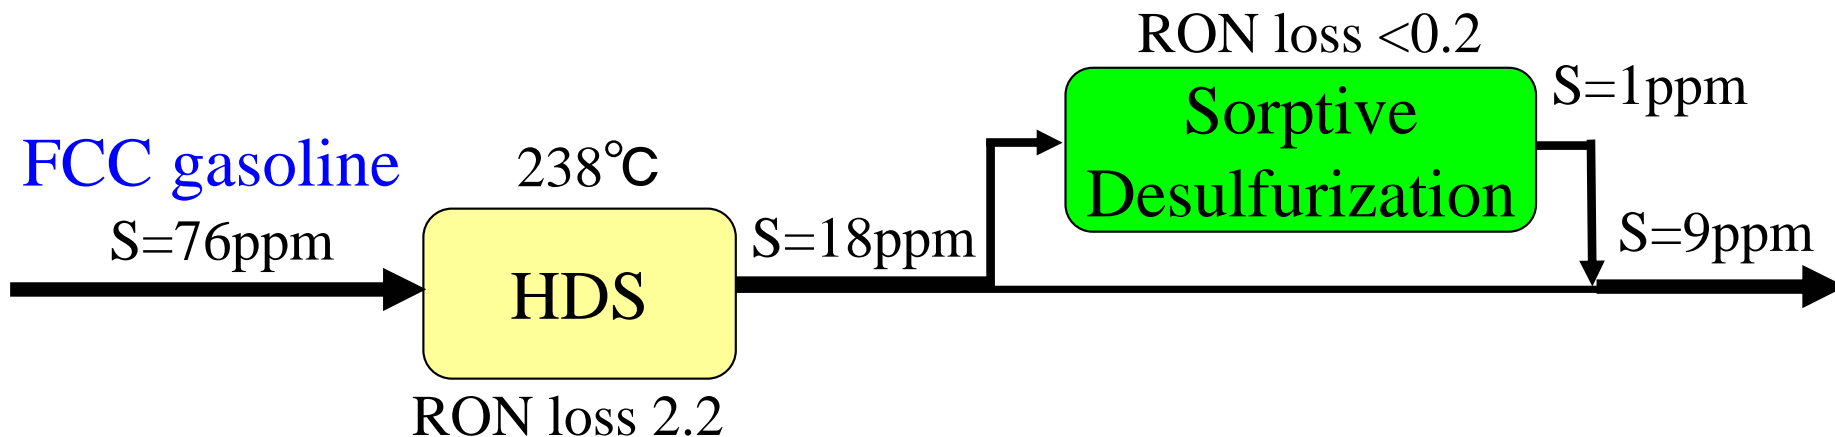 RON loss <0.2
Sorptive
Desulfurization
S=1ppm
FCC gasoline
S=76ppm
238℃
HDS
RON loss 2.2
S=18ppm
S=9ppm